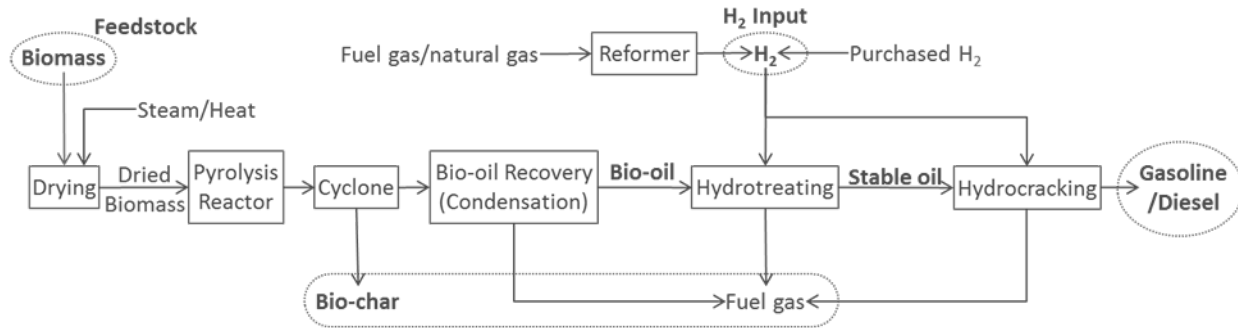 Feedstock
Biomass
H₂ Input
Fuel gas/natural gas
Reformer
H₂
Purchased H₂
Steam/Heat
Drying
Dried
Biomass
Pyrolysis
Reactor
Cyclone
Bio-oil Recovery
(Condensation)
Bio-oil
Hydrotreating
Stable oil
Hydrocracking
Gasoline
/Diesel
Bio-char
Fuel gas